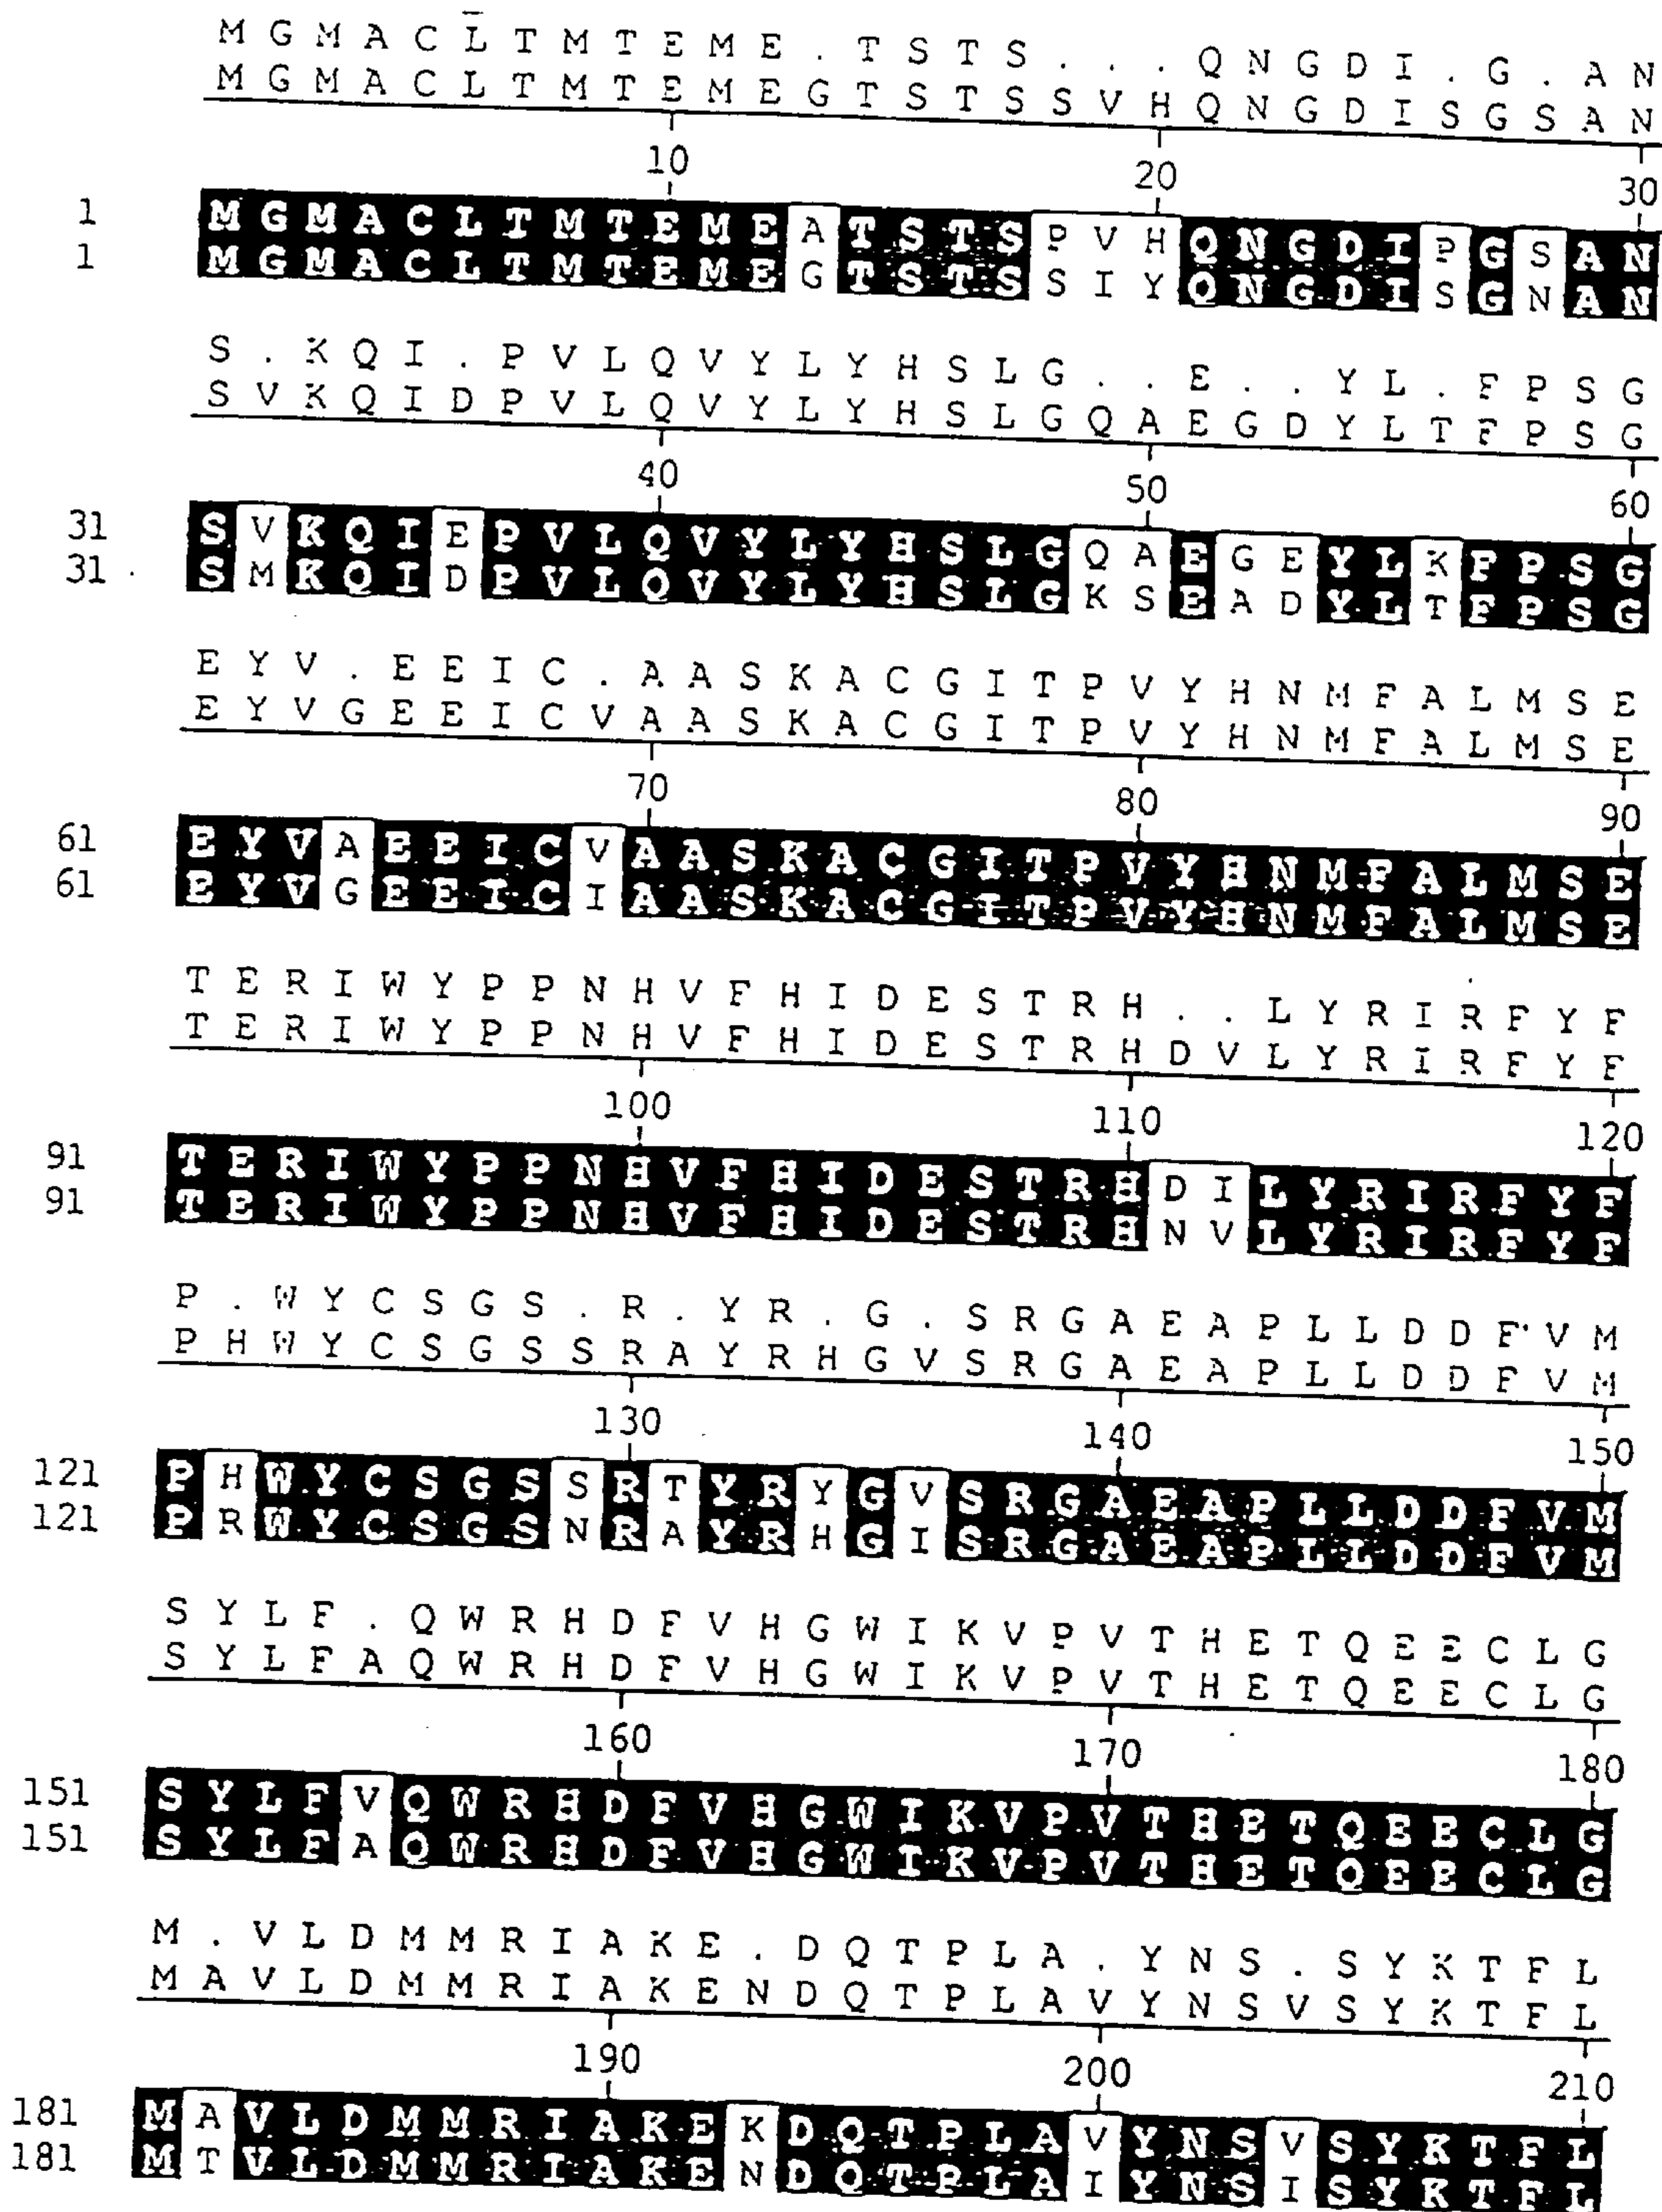 M G M A C L T M T E M E . T S T S . . . Q N G D I . G . A N
M G M A C L T M T E M E G T S T S S V H Q N G D I S G S A N
10 20 30
1 M G M A C L T M T E M E A T S T S P V H Q N G D I P G S A N
1 M G M A C L T M T E M E G T S T S S I Y Q N G D I S G N A N
S . K Q I . P V L Q V Y L Y H S L G . . E . . Y L . F P S G
S V K Q I D P V L Q V Y L Y H S L G Q A E G D Y L T F P S G
40 50 60
31 S V K Q I E P V L Q V Y L Y H S L G Q A E G E Y L K F P S G
31 S M K Q I D P V L Q V Y L Y H S L G K S E A D Y L T F P S G
E Y V . E E I C . A A S K A C G I T P V Y H N M F A L M S E
E Y V G E E I C V A A S K A C G I T P V Y H N M F A L M S E
70 80 90
61 E Y V A E E I C V A A S K A C G I T P V Y H N M F A L M S E
61 E Y V G E E I C I A A S K A C G I T P V Y H N M F A L M S E
T E R I W Y P P N H V F H I D E S T R H . . L Y R I R F Y F
T E R I W Y P P N H V F H I D E S T R H D V L Y R I R F Y F
100 110 120
91 T E R I W Y P P N H V F H I D E S T R H D I L Y R I R F Y F
91 T E R I W Y P P N H V F H I D E S T R H N V L Y R I R F Y F
P . W Y C S G S . R . Y R . G . S R G A E A P L L D D F V M
P H W Y C S G S S R A Y R H G V S R G A E A P L L D D F V M
130 140 150
121 P H W Y C S G S S R T Y R Y G V S R G A E A P L L D D F V M
121 P R W Y C S G S N R A Y R H G I S R G A E A P L L D D F V M
S Y L F . Q W R H D F V H G W I K V P V T H E T Q E E C L G
S Y L F A Q W R H D F V H G W I K V P V T H E T Q E E C L G
160 170 180
151 S Y L F V Q W R H D F V H G W I K V P V T H E T Q E E C L G
151 S Y L F A Q W R H D F V H G W I K V P V T H E T Q E E C L G
M . V L D M M R I A K E . D Q T P L A . Y N S . S Y K T F L
M A V L D M M R I A K E N D Q T P L A V Y N S V S Y K T F L
190 200 210
181 M A V L D M M R I A K E K D Q T P L A V Y N S V S Y K T F L
181 M T V L D M M R I A K E N D Q T P L A I Y N S I S Y K T F L